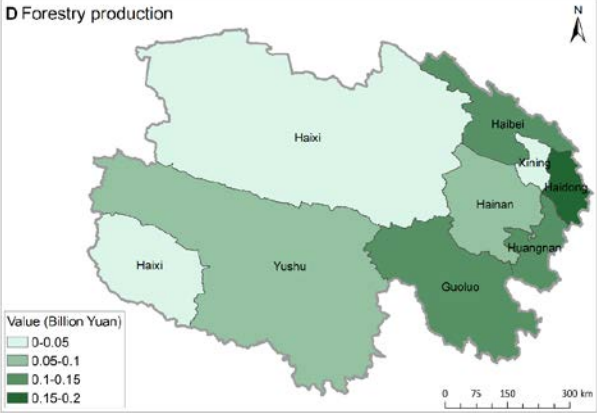 D Forestry production
N
Haibei
Haixi
Xining
Haidong
Hainan
Huangnan
Haixi
Yushu
Guoluo
Value (Billion Yuan)
0-0.05
0.05-0.1
0.1-0.15
0.15-0.2
0 75 150 300 km